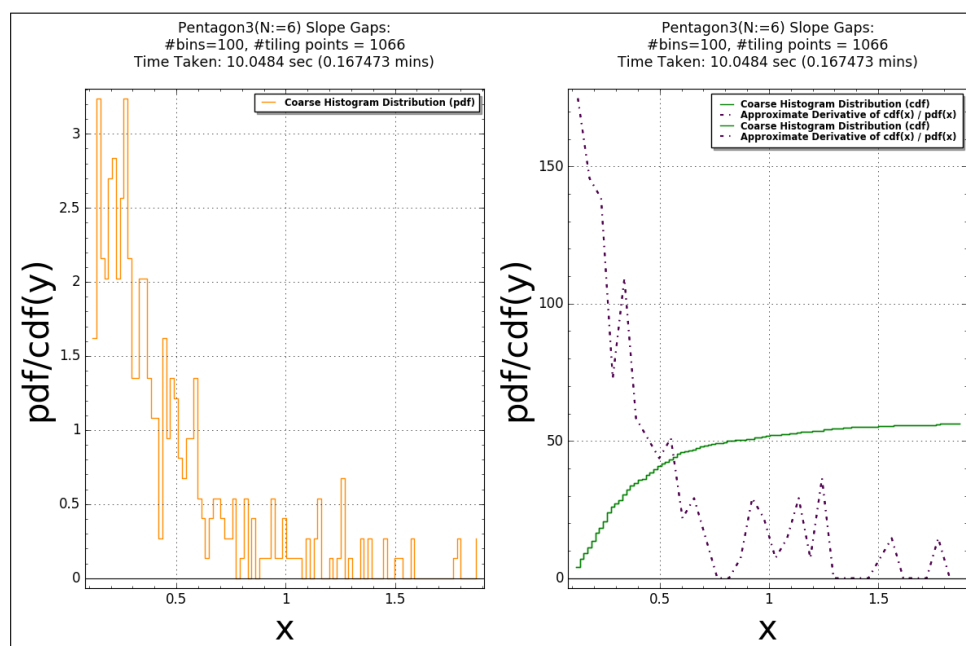 Pentagon3(N:=6) Slope Gaps:
#bins=100, #tiling points = 1066
Time Taken: 10.0484 sec (0.167473 mins)
Coarse Histogram Distribution (pdf)
pdf/cdf(y)
3
2.5
2
1.5
1
0.5
0
0.5
1
1.5
x
Pentagon3(N:=6) Slope Gaps:
#bins=100, #tiling points = 1066
Time Taken: 10.0484 sec (0.167473 mins)
Coarse Histogram Distribution (cdf)
Approximate Derivative of cdf(x) / pdf(x)
Coarse Histogram Distribution (cdf)
Approximate Derivative of cdf(x) / pdf(x)
pdf/cdf(y)
150
100
50
0
0.5
1
1.5
x